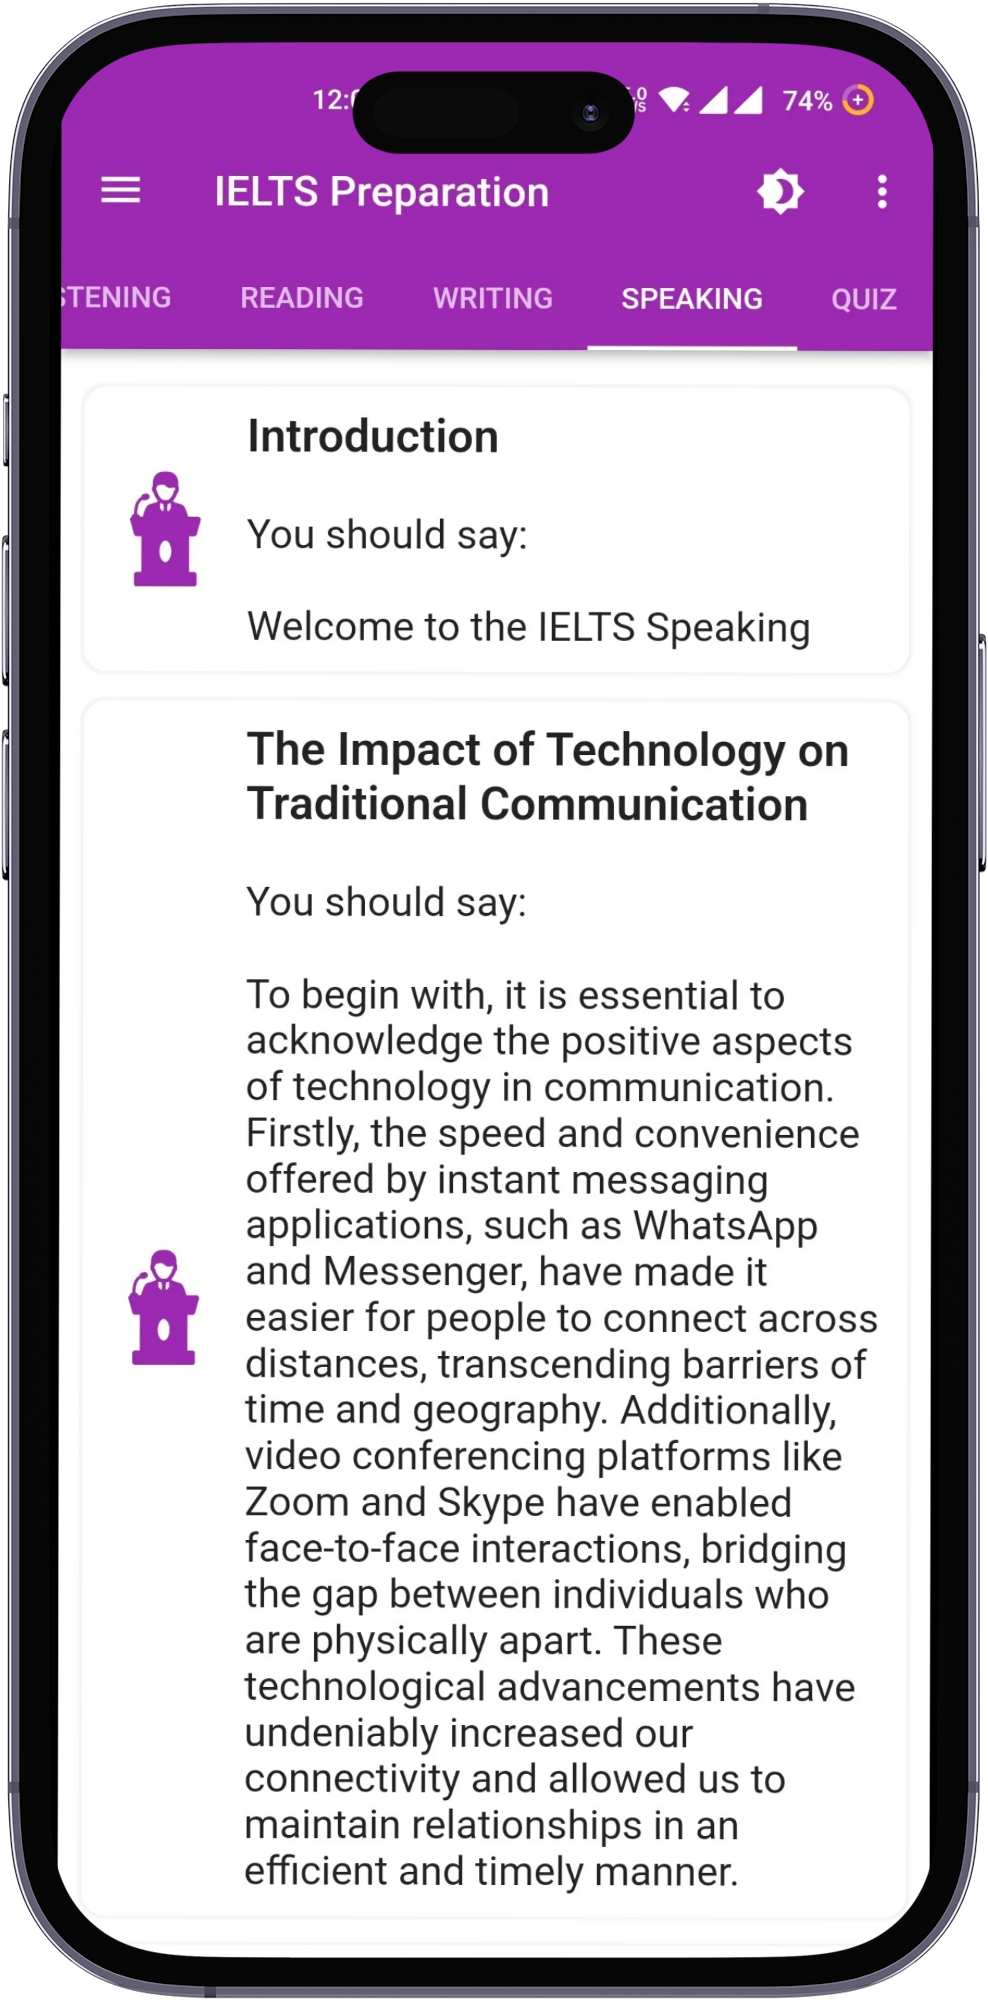 74%
IELTS Preparation
STENING READING WRITING SPEAKING QUIZ
Introduction
You should say:
Welcome to the IELTS Speaking
The Impact of Technology on
Traditional Communication
You should say:
To begin with, it is essential to
acknowledge the positive aspects
of technology in communication.
Firstly, the speed and convenience
offered by instant messaging
applications, such as WhatsApp
and Messenger, have made it
easier for people to connect across
distances, transcending barriers of
time and geography. Additionally,
video conferencing platforms like
Zoom and Skype have enabled
face-to-face interactions, bridging
the gap between individuals who
are physically apart. These
technological advancements have
undeniably increased our
connectivity and allowed us to
maintain relationships in an
efficient and timely manner.